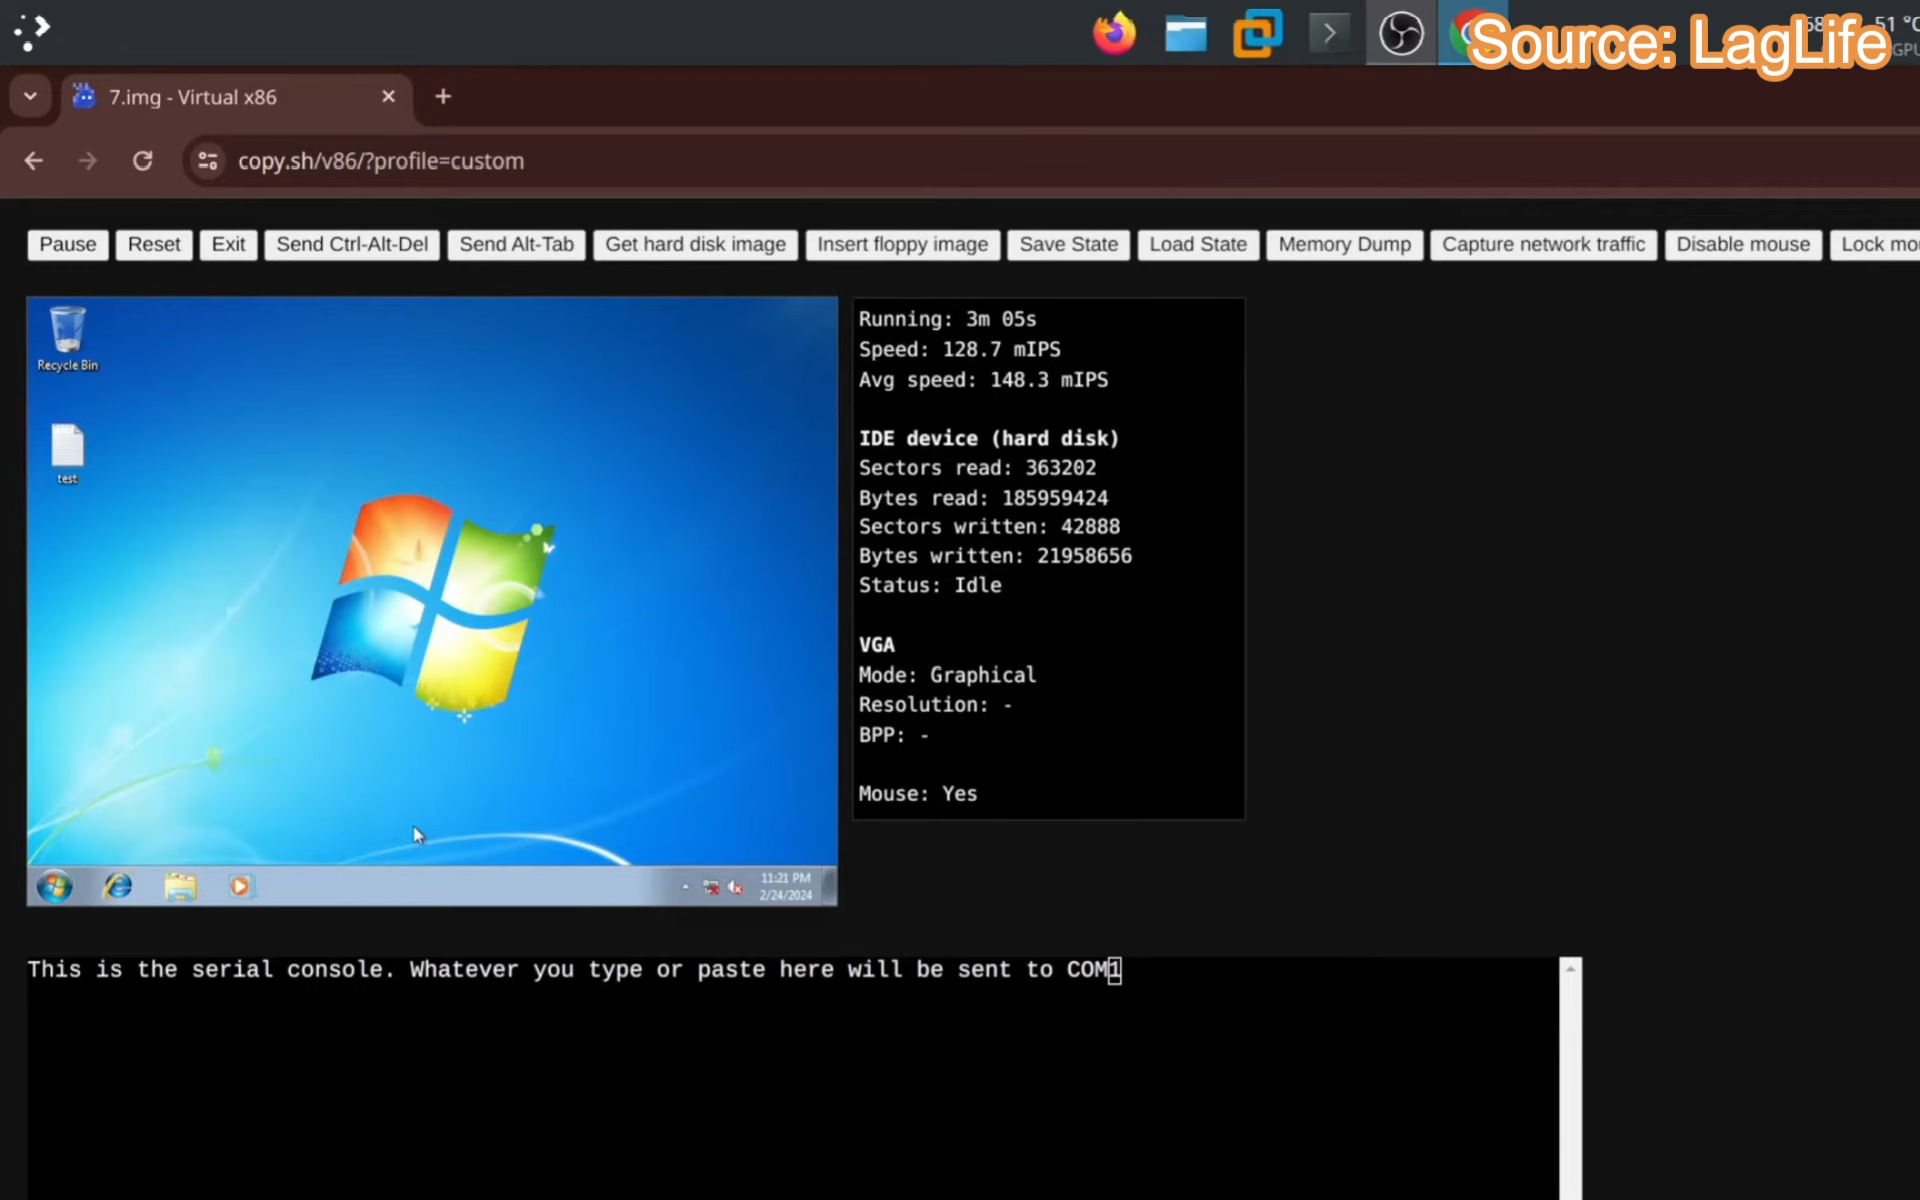 Source: LagLife
51 °C
7.img - Virtual x86
copy.sh/v86/?profile=custom
Pause Reset Exit Send Ctrl-Alt-Del Send Alt-Tab Get hard disk image Insert floppy image Save State Load State Memory Dump Capture network traffic Disable mouse Lock mou
Recycle Bin
test
11:21 PM
2/24/2024
Running: 3m 05s
Speed: 128.7 mIPS
Avg speed: 148.3 mIPS
IDE device (hard disk)
Sectors read: 363202
Bytes read: 185959424
Sectors written: 42888
Bytes written: 21958656
Status: Idle
VGA
Mode: Graphical
Resolution: -
BPP: -
Mouse: Yes
This is the serial console. Whatever you type or paste here will be sent to COM1